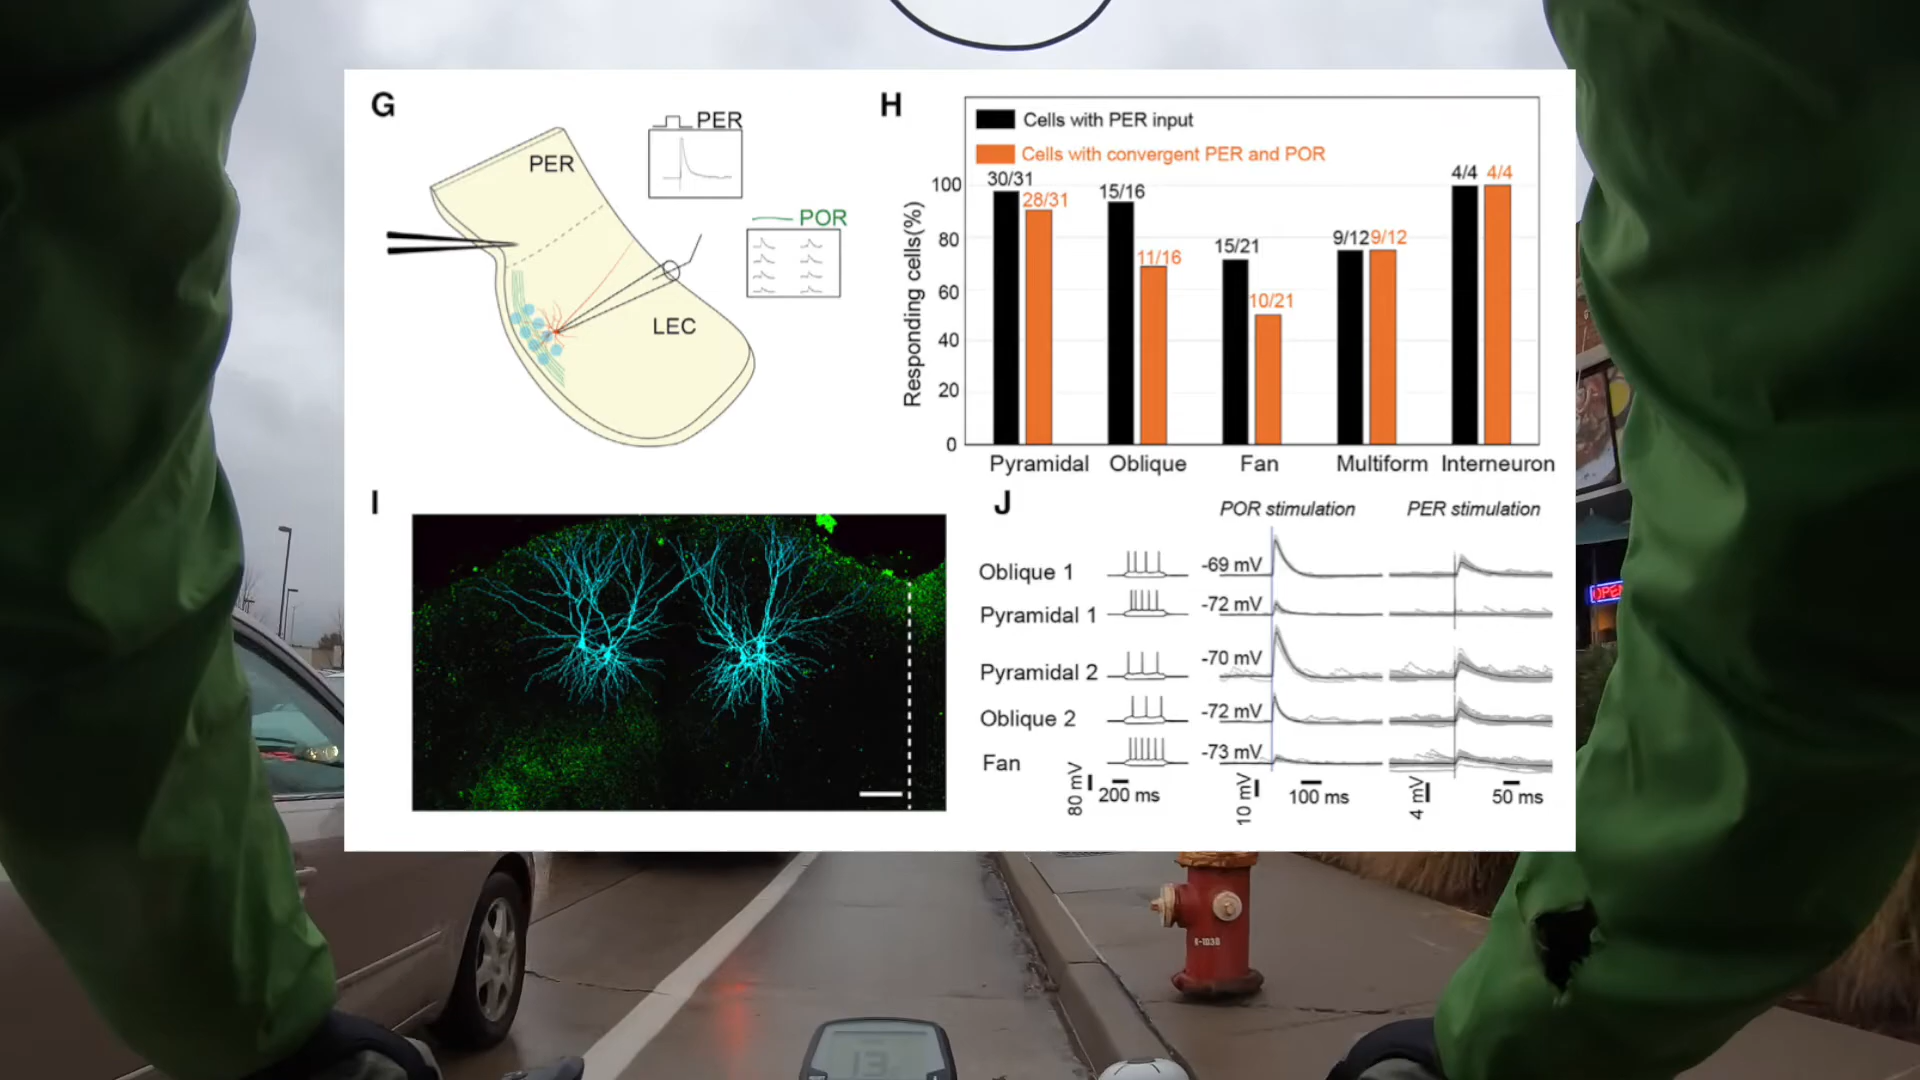 G
PER
PER
POR
LEC
H
Cells with PER input
Cells with convergent PER and POR
Responding cells(%)
100
80
60
40
20
0
30/31
28/31
15/16
11/16
15/21
10/21
9/12
9/12
4/4
4/4
Pyramidal
Oblique
Fan
Multiform
Interneuron
I
J
POR stimulation
PER stimulation
Oblique 1
-69 mV
Pyramidal 1
-72 mV
Pyramidal 2
-70 mV
Oblique 2
-72 mV
Fan
-73 mV
80 mV
200 ms
10 mV
100 ms
4 mV
50 ms
OPE
E-1038
13